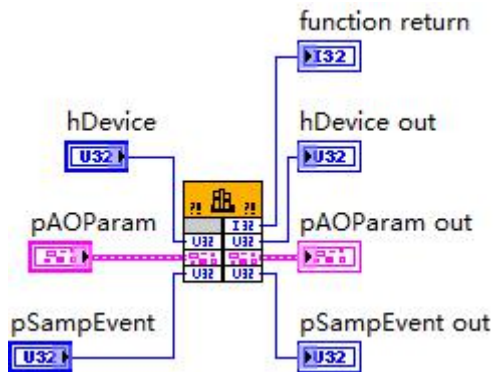 function return
I32
hDevice
hDevice out
U32
U32
?!
?!
I32
pAOParam
pAOParam out
U32
U32
U32
U32
pSampEvent
pSampEvent out
U32
U32